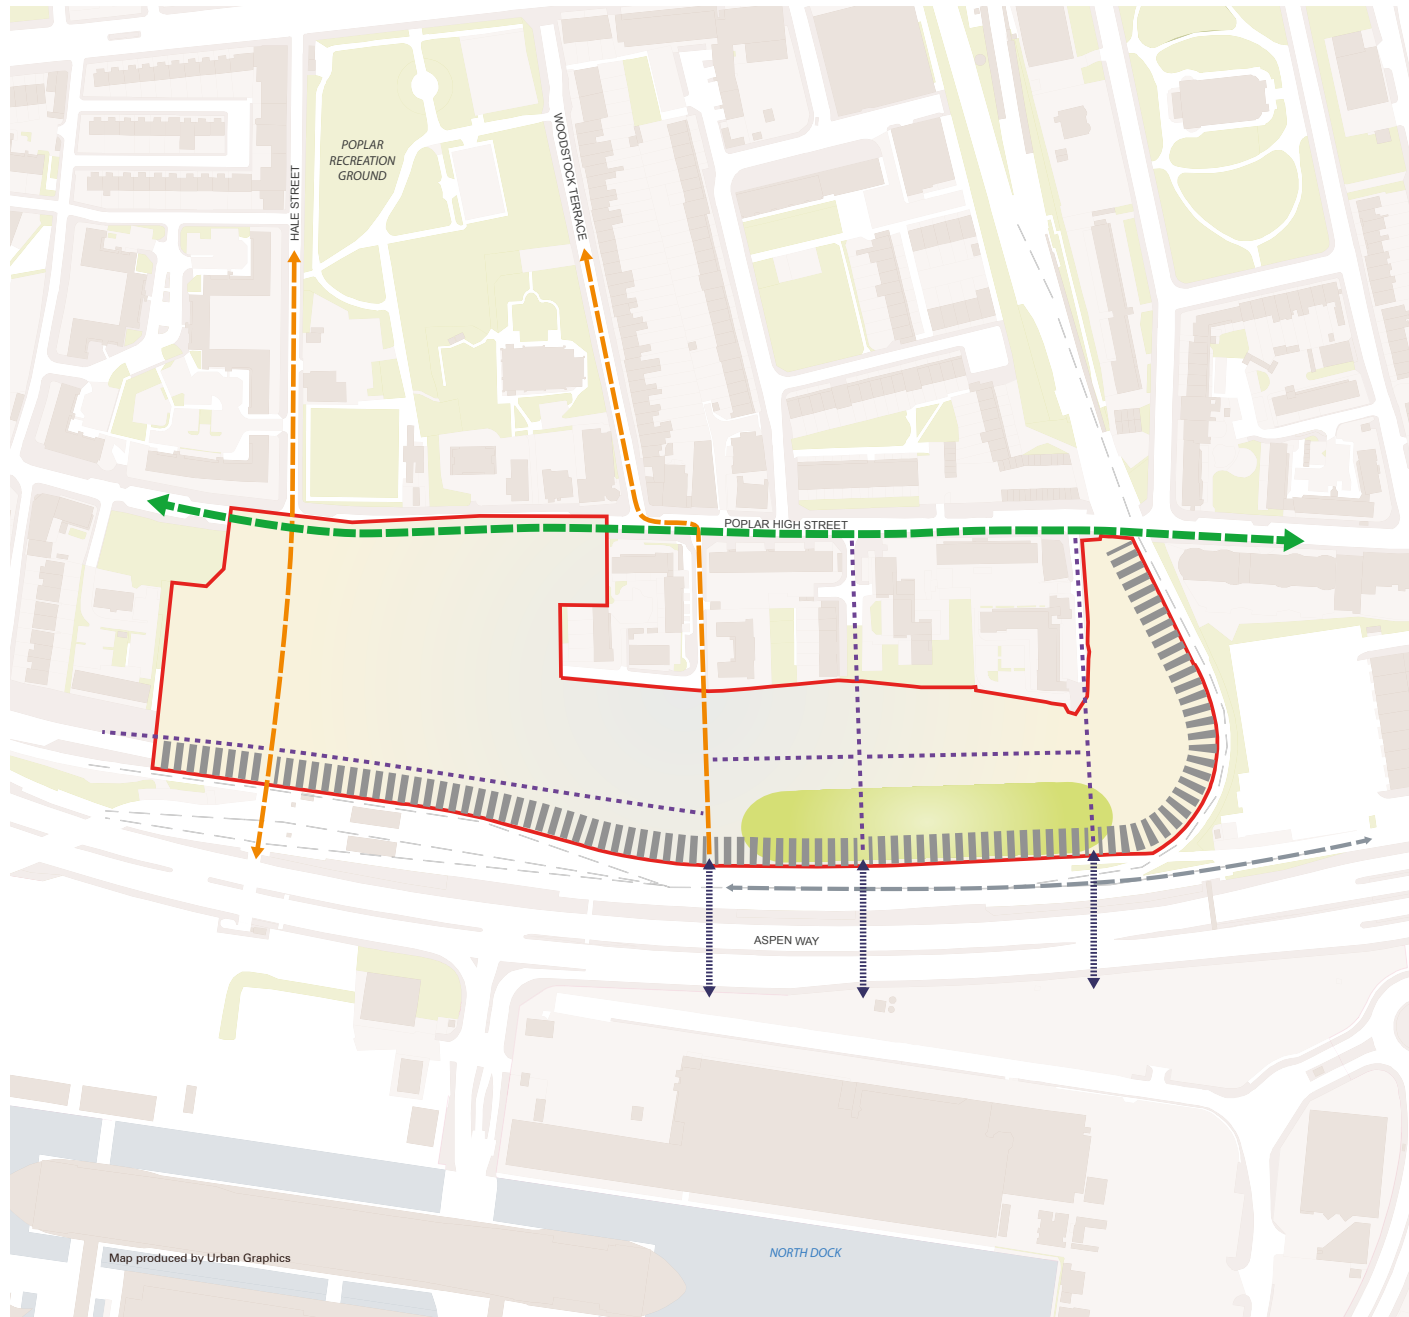 POPLAR
RECREATION
GROUND
HALE STREET
WOODSTOCK TERRACE
POPLAR HIGH STREET
ASPEN WAY
NORTH DOCK
Map produced by Urban Graphics